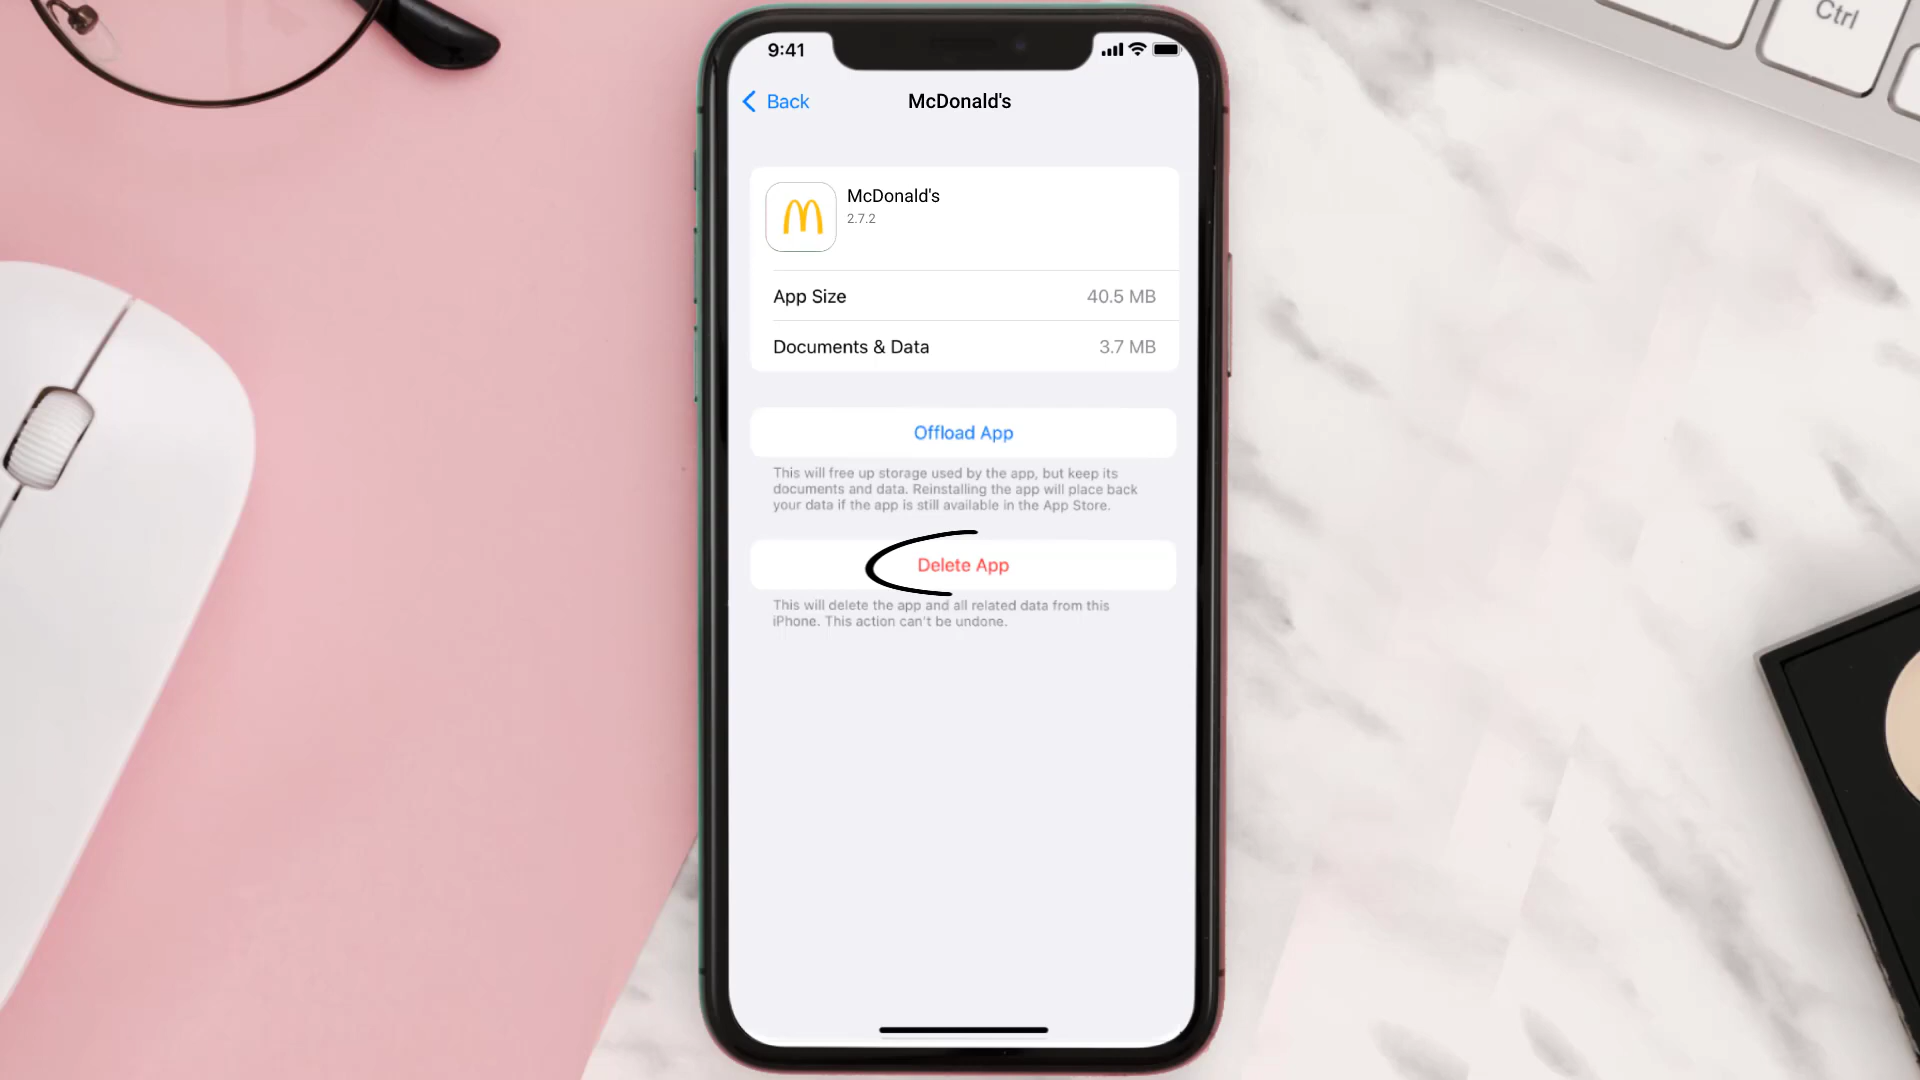 Ctrl
9:41
Back
McDonald's
McDonald's
2.7.2
App Size 40.5 MB
Documents & Data 3.7 MB
Offload App
This will free up storage used by the app, but keep its
documents and data. Reinstalling the app will place back
your data if the app is still available in the App Store.
Delete App
This will delete the app and all related data from this
iPhone. This action can't be undone.